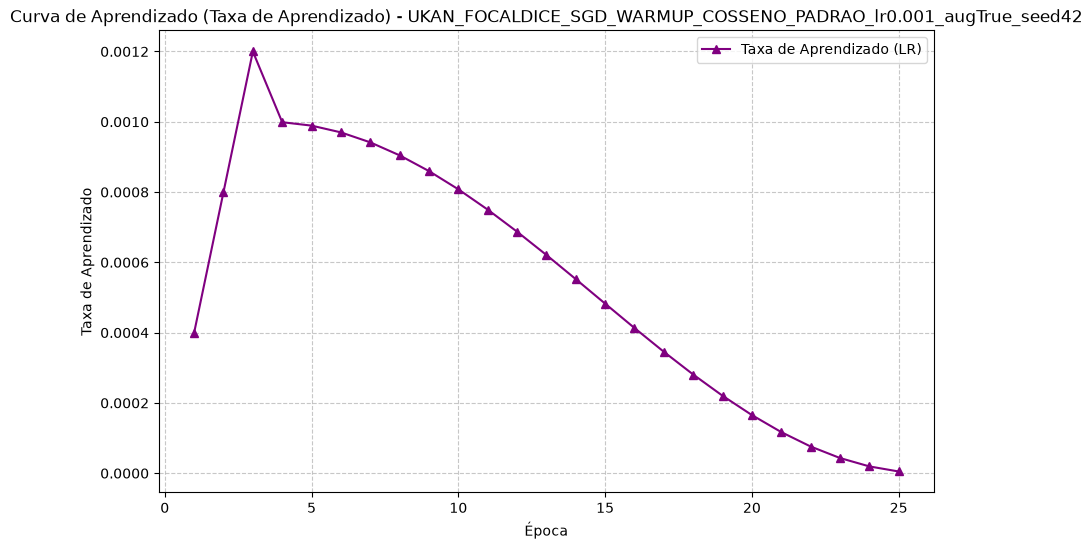 Curva de Aprendizado (Taxa de Aprendizado) - UKAN_FOCALDICE_SGD_WARMUP_COSSENO_PADRAO_lr0.001_augTrue_seed42
Taxa de Aprendizado (LR)
Taxa de Aprendizado
0.0012
0.0010
0.0008
0.0006
0.0004
0.0002
0.0000
0 5 10 15 20 25
Época